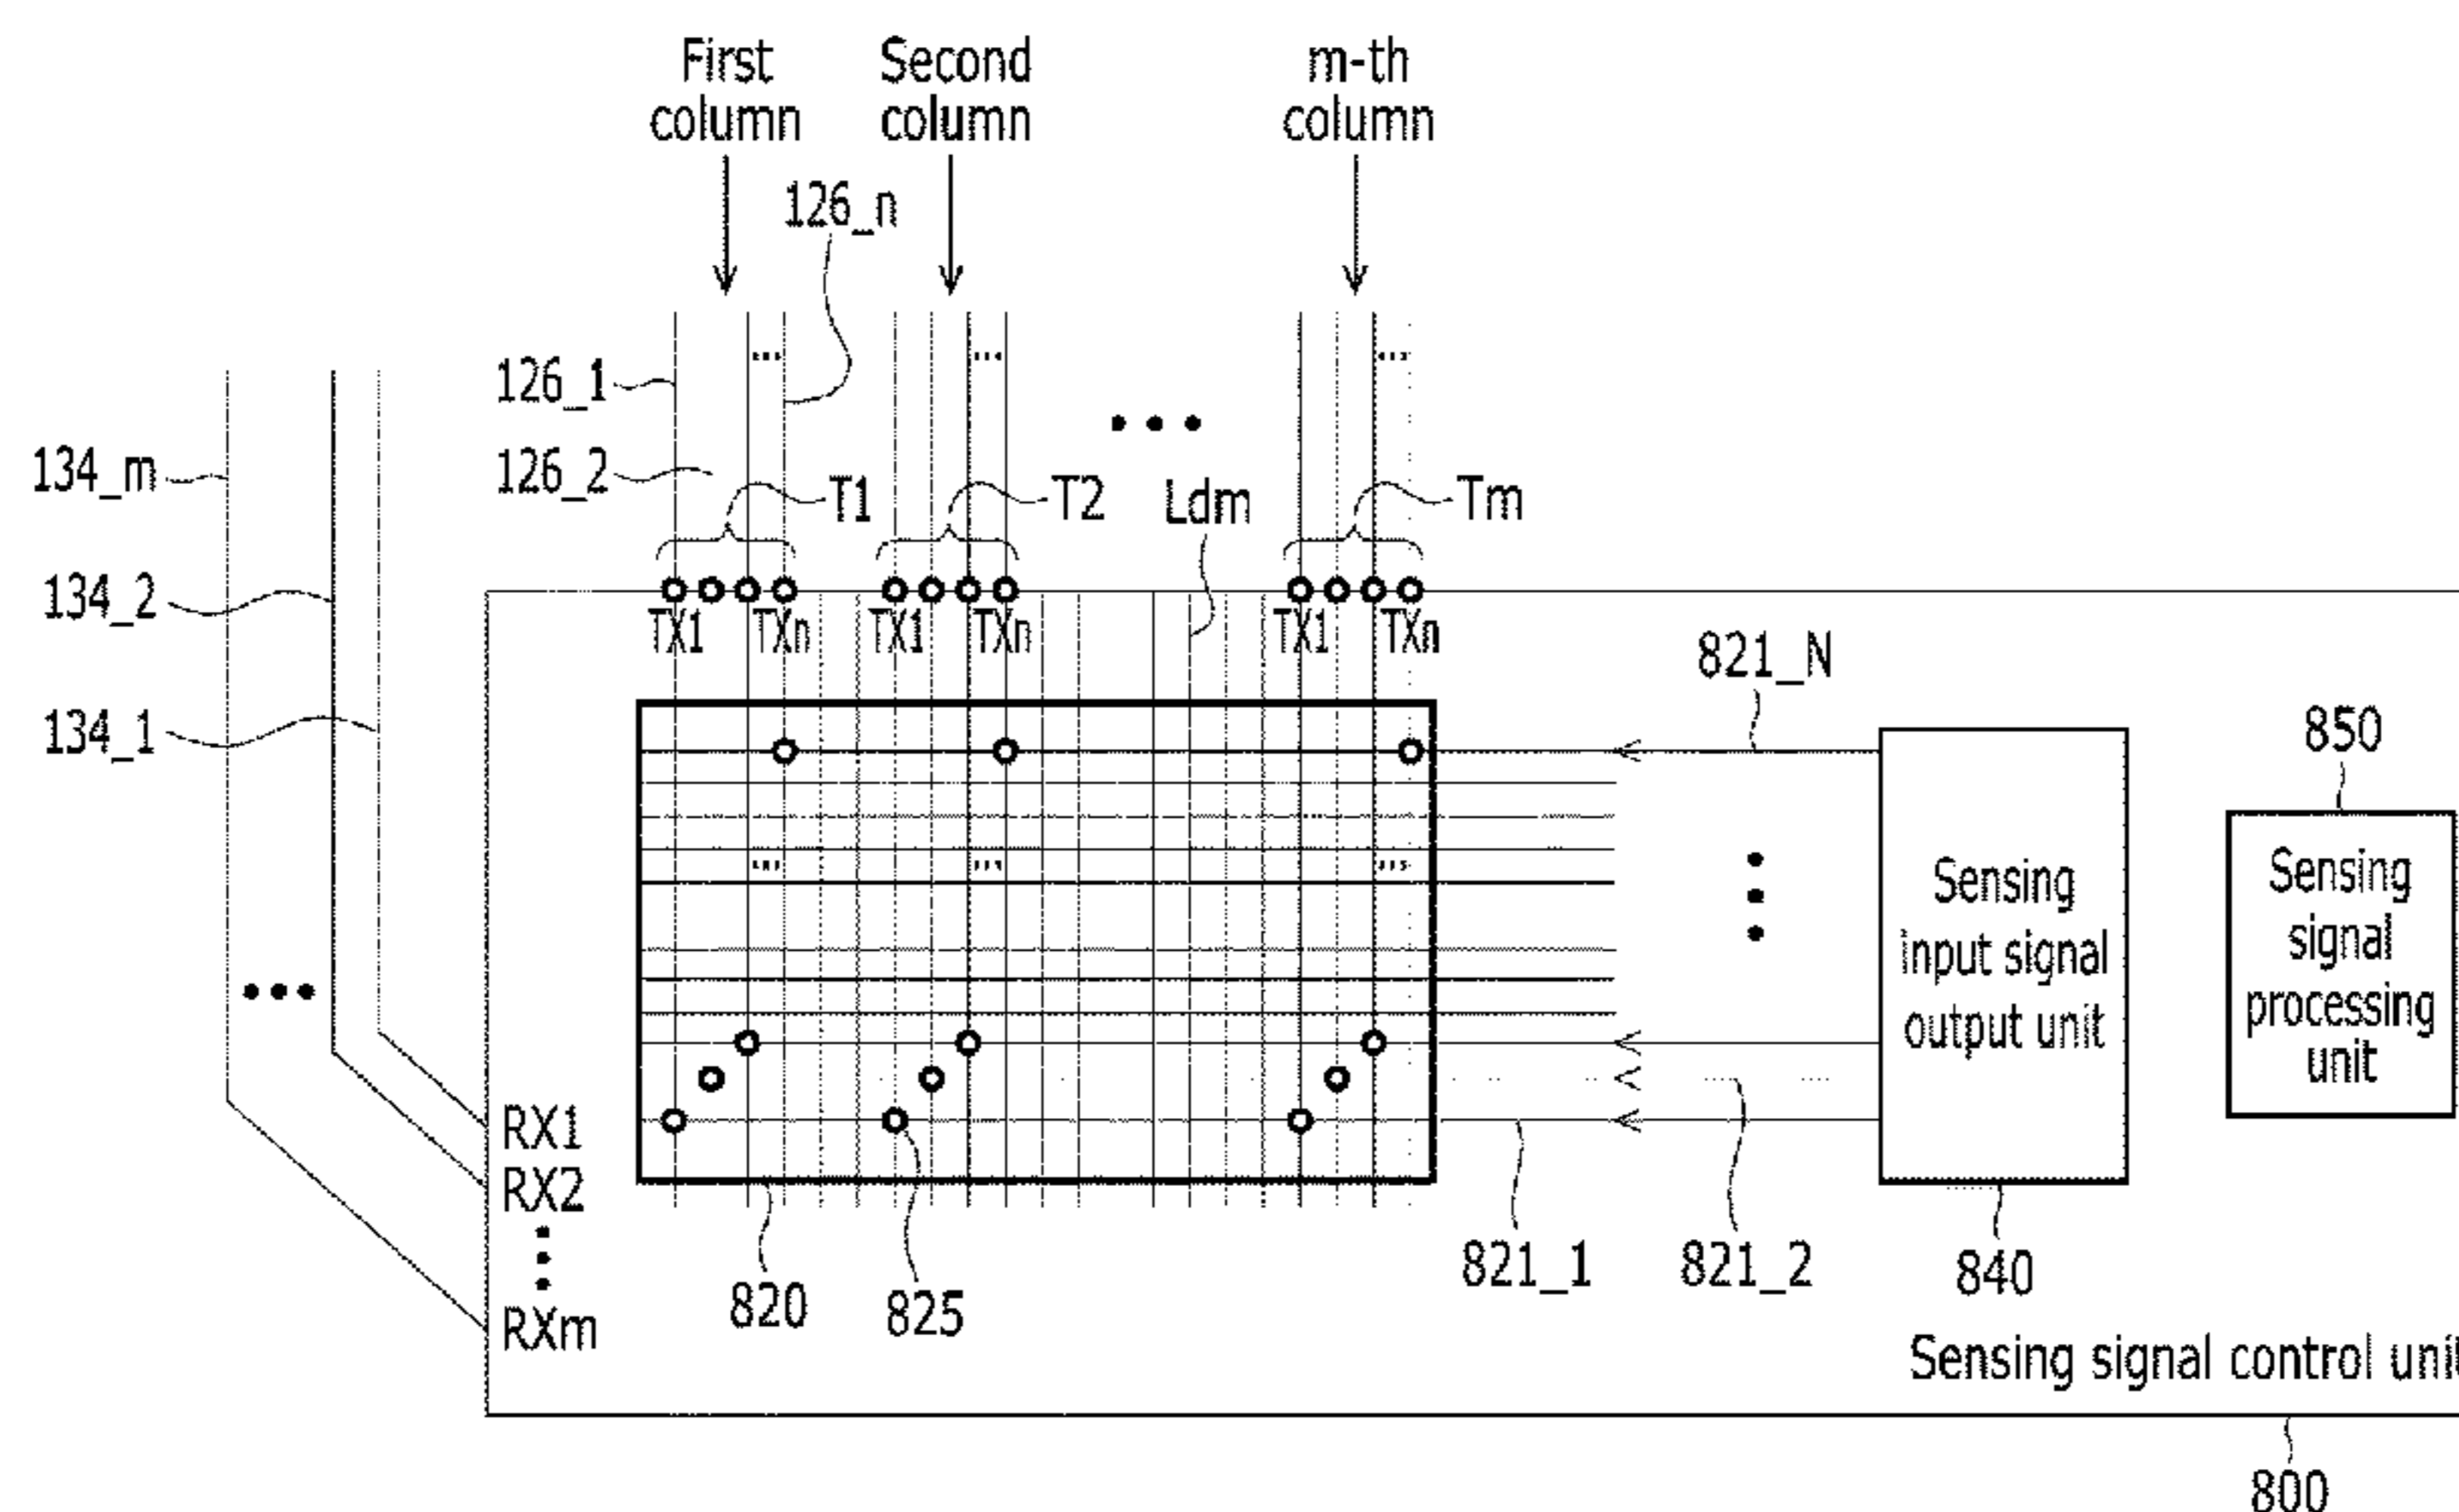 First column
Second column
m-th column
126_n
126_1
134_m
126_2
T1
T2
Ldm
Tm
134_2
TX1
TXn
TX1
TXn
TX1
TXn
821_N
134_1
850
Sensing input signal output unit
Sensing signal processing unit
RX1
RX2
RXm
820
825
821_1
821_2
840
Sensing signal control unit
800